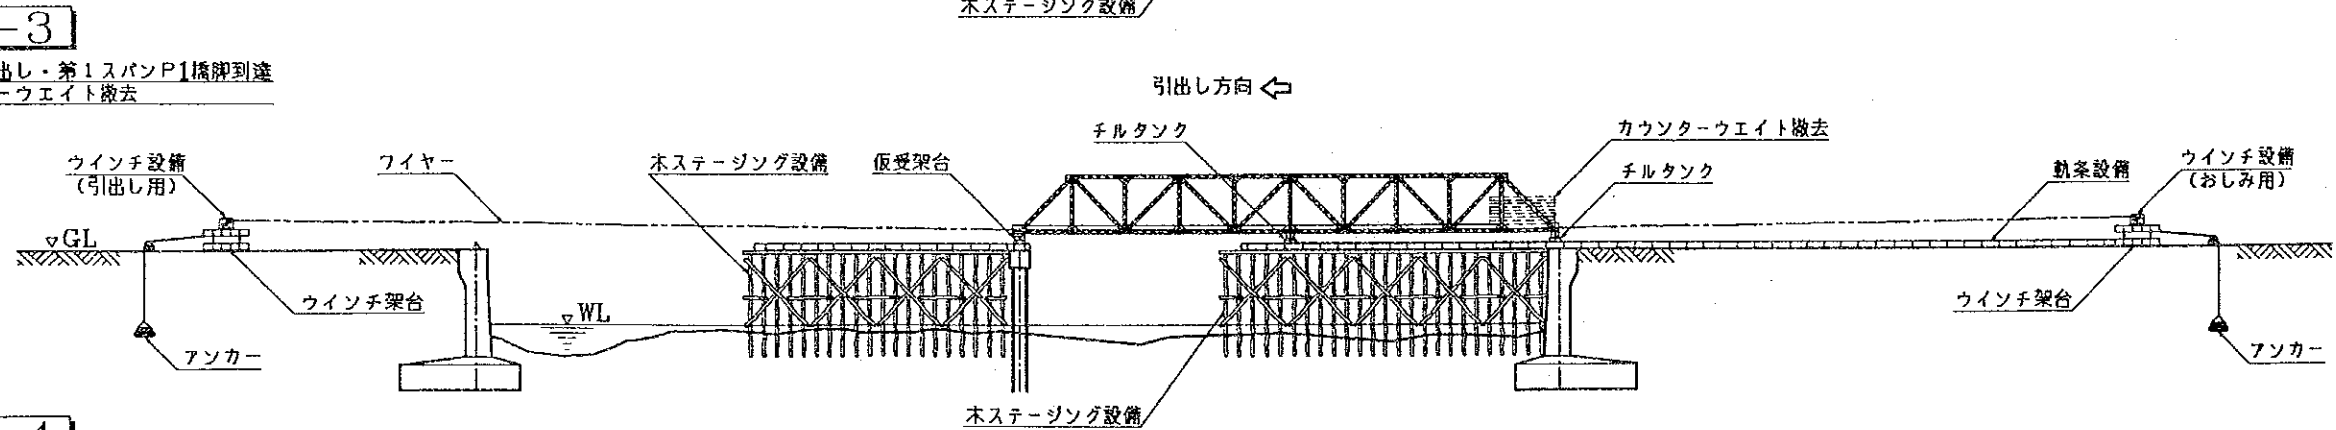 木ステージング設備
-3
出し・第1スパンP1橋脚到達
ーウエイト撤去
引出し方向
チルタンク
カウンターウエイト撤去
ウインチ設備
(引出し用)
ワイヤー
木ステージング設備
仮受架台
チルタンク
軌条設備
ウインチ設備
(おしみ用)
GL
ウインチ架台
WL
ウインチ架台
アンカー
アンカー
木ステージング設備